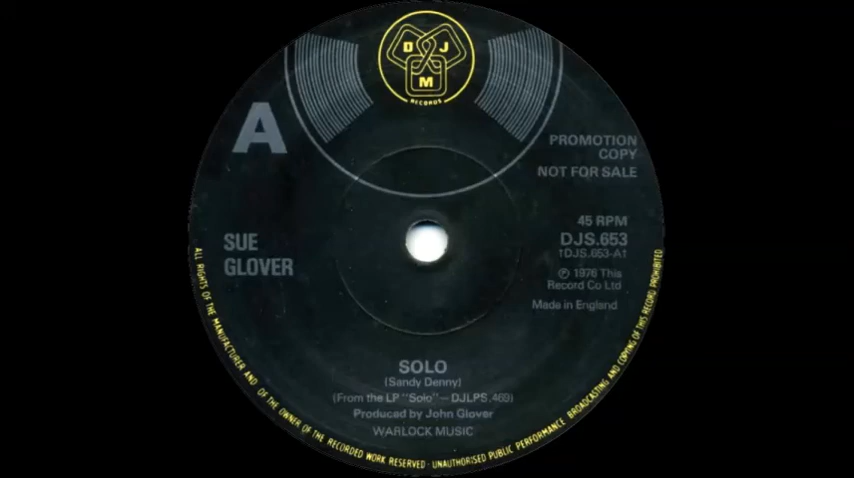 D J
M
RECORDS
A
PROMOTION
COPY
NOT FOR SALE
SUE
GLOVER
45 RPM
DJS.653
†DJS.653-A†
℗ 1976 This
Record Co Ltd
Made in England
SOLO
(Sandy Denny)
(From the LP "Solo"—DJLPS.469)
Produced by John Glover
WARLOCK MUSIC
ALL RIGHTS OF THE MANUFACTURER AND OF THE OWNER OF THE RECORDED WORK RESERVED · UNAUTHORISED PUBLIC PERFORMANCE BROADCASTING AND COPYING OF THIS RECORD PROHIBITED